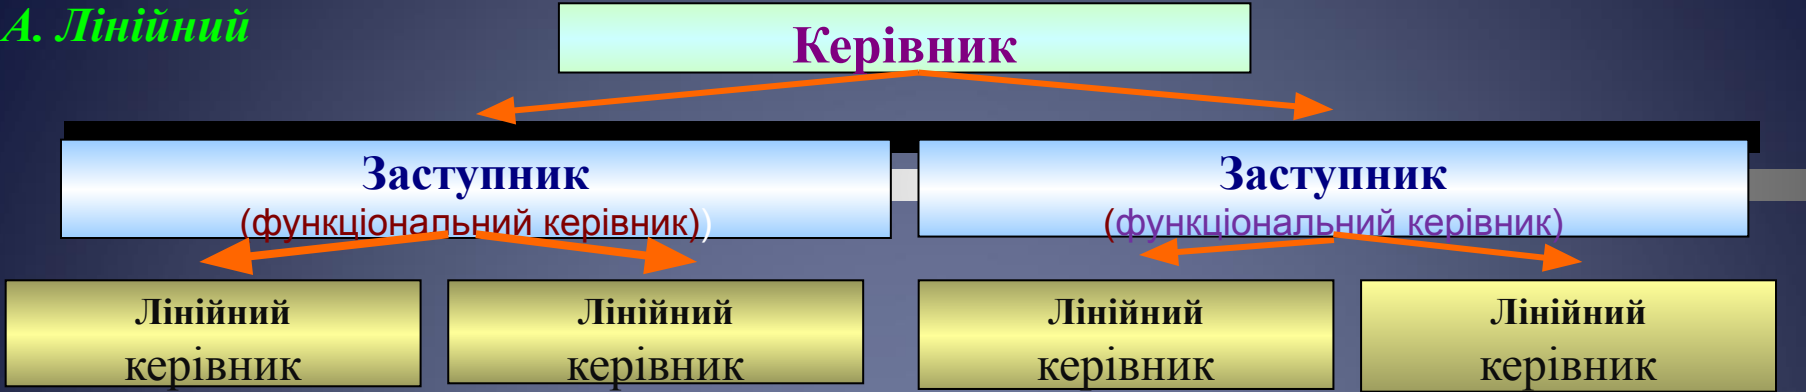 А. Лінійний
Керівник
Заступник
(функціональний керівник))
Заступник
(функціональний керівник)
Лінійний
керівник
Лінійний
керівник
Лінійний
керівник
Лінійний
керівник